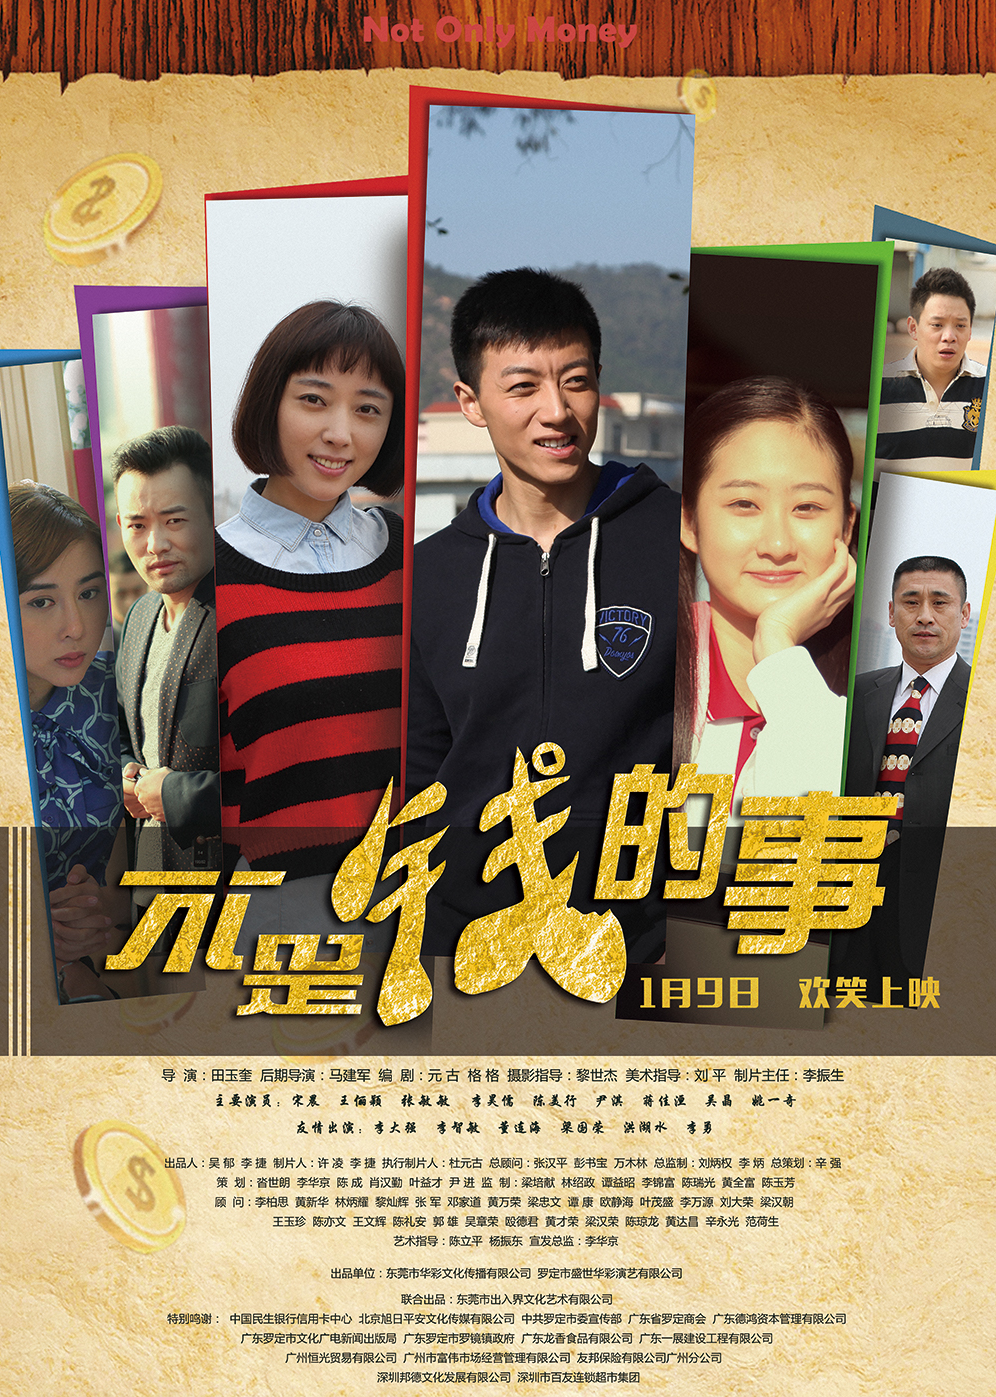 Not Only Money
VICTORY
76
不是钱的事
1月9日 欢笑上映
导 演：田玉奎 后期导演：马建军 编 剧：元古 格格 摄影指导：黎世杰 美术指导：刘平 制片主任：李振生
主要演员：宋晨 王俪颖 张敏敏 李昊儒 陈美行 尹淇 蒋佳洹 吴晶 姚一奇
友情出演：李大强 李智敏 董连海 梁国荣 洪湖水 李勇
出品人：吴郁 李捷 制片人：许凌 李捷 执行制片人：杜元古 总顾问：张汉平 彭书宝 万木林 总监制：刘炳权 李炳 总策划：辛强
策 划：昝世朗 李华京 陈成 肖汉勤 叶益才 尹进 监 制：梁培献 林绍政 谭益昭 李锦富 陈瑞光 黄全富 陈玉芳
顾 问：李柏思 黄新华 林炳耀 黎灿辉 张军 邓家道 黄万荣 梁忠文 谭康 欧静海 叶茂盛 李万源 刘大荣 梁汉朝
王玉珍 陈亦文 王文辉 陈礼安 郭雄 吴章荣 殴德君 黄才荣 梁汉荣 陈琼龙 黄达昌 辛永光 范荷生
艺术指导：陈立平 杨振东 宣发总监：李华京
出品单位：东莞市华彩文化传播有限公司 罗定市盛世华彩演艺有限公司
联合出品：东莞市出入界文化艺术有限公司
特别鸣谢： 中国民生银行信用卡中心 北京旭日平安文化传媒有限公司 中共罗定市委宣传部 广东省罗定商会 广东德鸿资本管理有限公司
广东罗定市文化广电新闻出版局 广东罗定市罗镜镇政府 广东龙香食品有限公司 广东一展建设工程有限公司
广州恒光贸易有限公司 广州市富伟市场经营管理有限公司 友邦保险有限公司广州分公司
深圳邦德文化发展有限公司 深圳市百友连锁超市集团